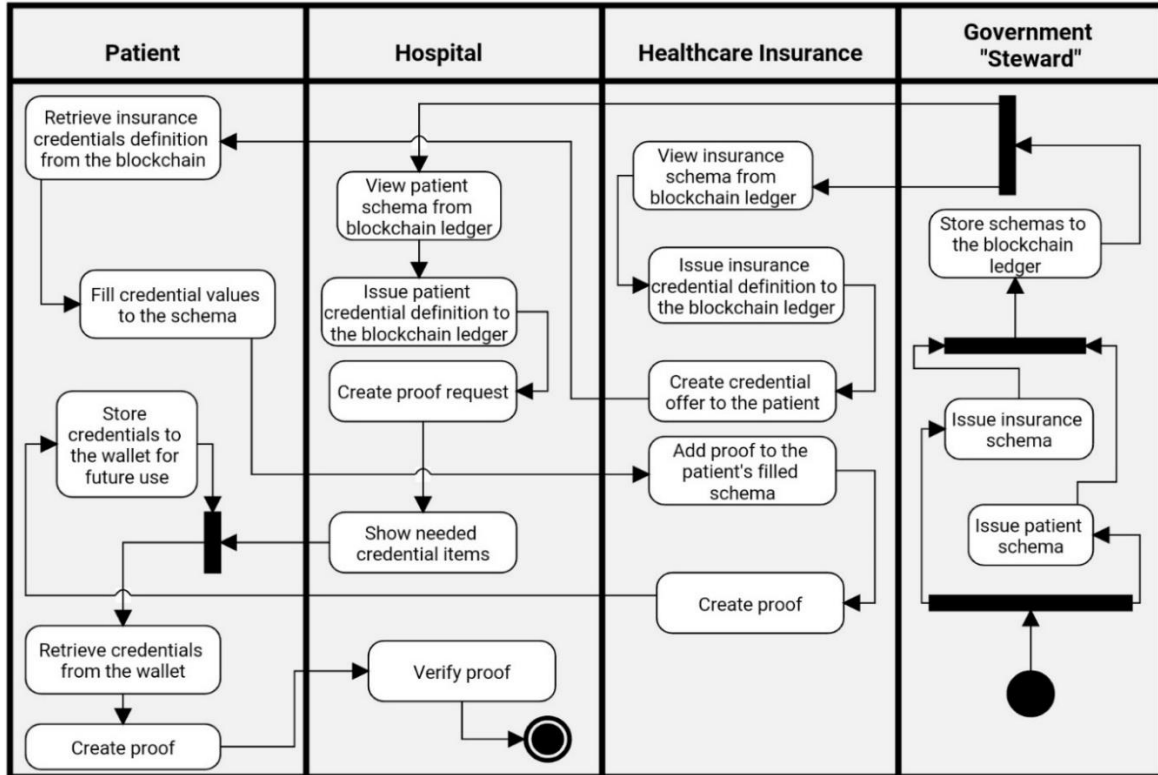 Patient
Hospital
Healthcare Insurance
Government
"Steward"
Retrieve insurance
credentials definition
from the blockchain
Fill credential values
to the schema
Store
credentials to
the wallet for
future use
Retrieve credentials
from the wallet
Create proof
View patient
schema from
blockchain ledger
Issue patient
credential definition to
the blockchain ledger
Create proof request
Show needed
credential items
Verify proof
View insurance
schema from
blockchain ledger
Issue insurance
credential definition to
the blockchain ledger
Create credential
offer to the patient
Add proof to the
patient's filled
schema
Create proof
Store schemas to
the blockchain
ledger
Issue insurance
schema
Issue patient
schema